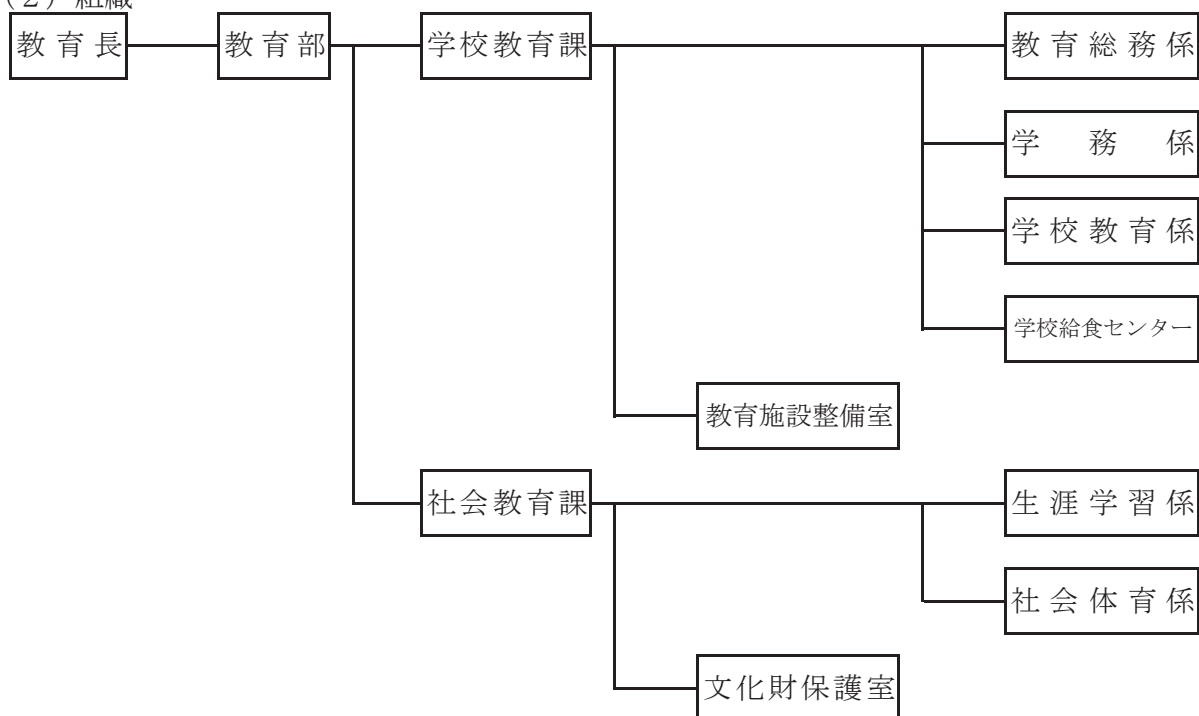 (2) 組織
教育長 教育部 学校教育課 教育総務係
学務係
学校教育係
学校給食センター
教育施設整備室
社会教育課 生涯学習係
社会体育係
文化財保護室